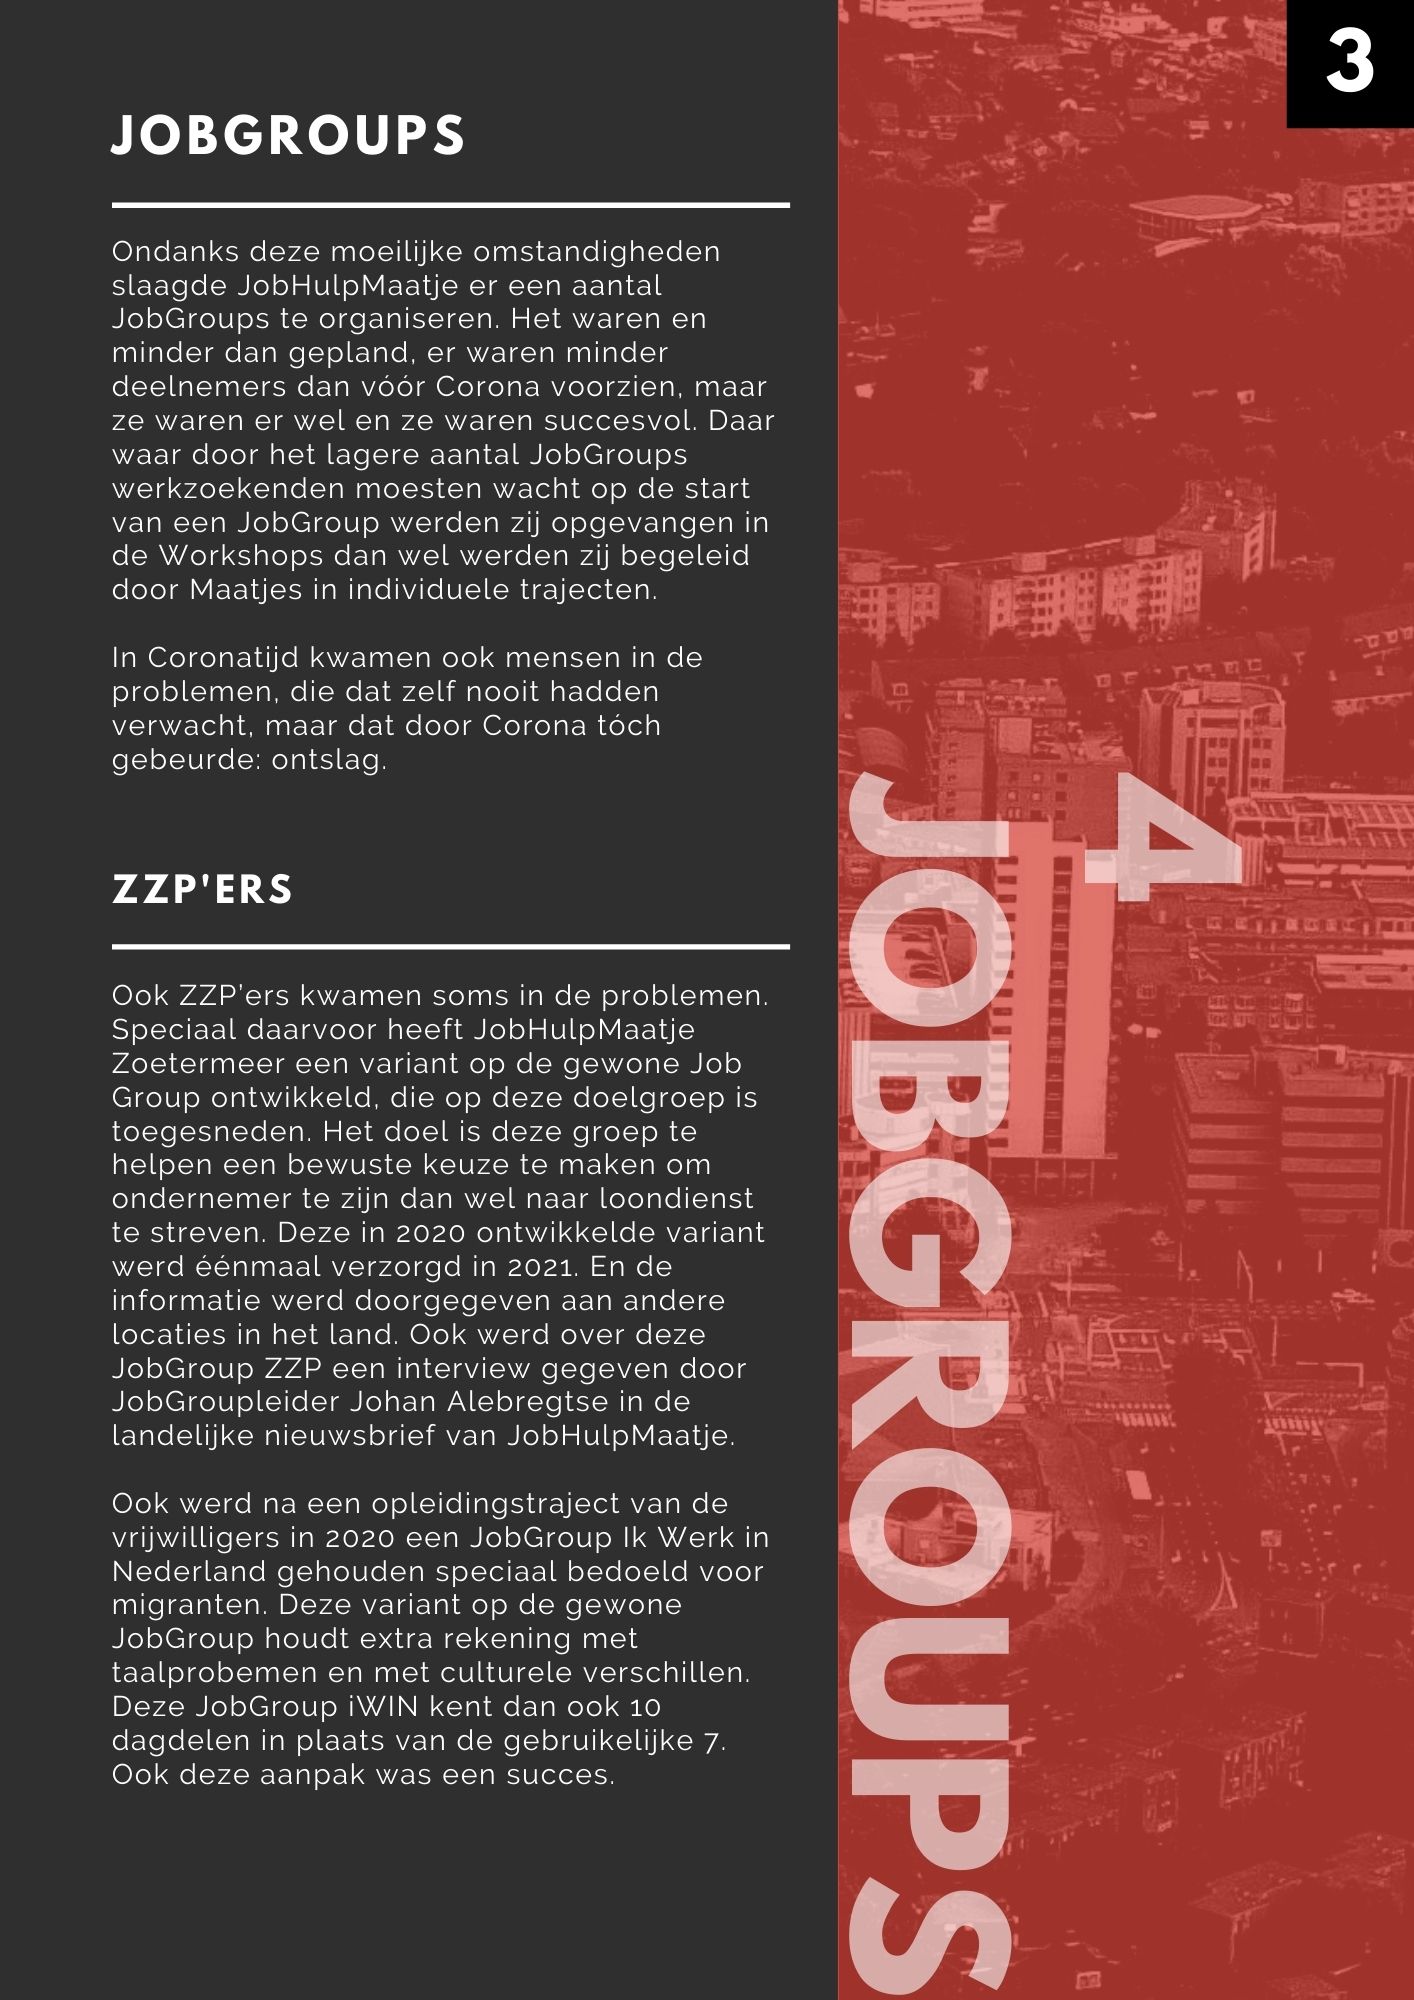 3
JOBGROUPS
Ondanks deze moeilijke omstandigheden
slaagde JobHulpMaatje er een aantal
JobGroups te organiseren. Het waren en
minder dan gepland, er waren minder
deelnemers dan vóór Corona voorzien, maar
ze waren er wel en ze waren succesvol. Daar
waar door het lagere aantal JobGroups
werkzoekenden moesten wacht op de start
van een JobGroup werden zij opgevangen in
de Workshops dan wel werden zij begeleid
door Maatjes in individuele trajecten.
In Coronatijd kwamen ook mensen in de
problemen, die dat zelf nooit hadden
verwacht, maar dat door Corona tóch
gebeurde: ontslag.
ZZP'ERS
Ook ZZP’ers kwamen soms in de problemen.
Speciaal daarvoor heeft JobHulpMaatje
Zoetermeer een variant op de gewone Job
Group ontwikkeld, die op deze doelgroep is
toegesneden. Het doel is deze groep te
helpen een bewuste keuze te maken om
ondernemer te zijn dan wel naar loondienst
te streven. Deze in 2020 ontwikkelde variant
werd éénmaal verzorgd in 2021. En de
informatie werd doorgegeven aan andere
locaties in het land. Ook werd over deze
JobGroup ZZP een interview gegeven door
JobGroupleider Johan Alebregtse in de
landelijke nieuwsbrief van JobHulpMaatje.
Ook werd na een opleidingstraject van de
vrijwilligers in 2020 een JobGroup Ik Werk in
Nederland gehouden speciaal bedoeld voor
migranten. Deze variant op de gewone
JobGroup houdt extra rekening met
taalprobemen en met culturele verschillen.
Deze JobGroup iWIN kent dan ook 10
dagdelen in plaats van de gebruikelijke 7.
Ook deze aanpak was een succes.
4
JOBGROUPS